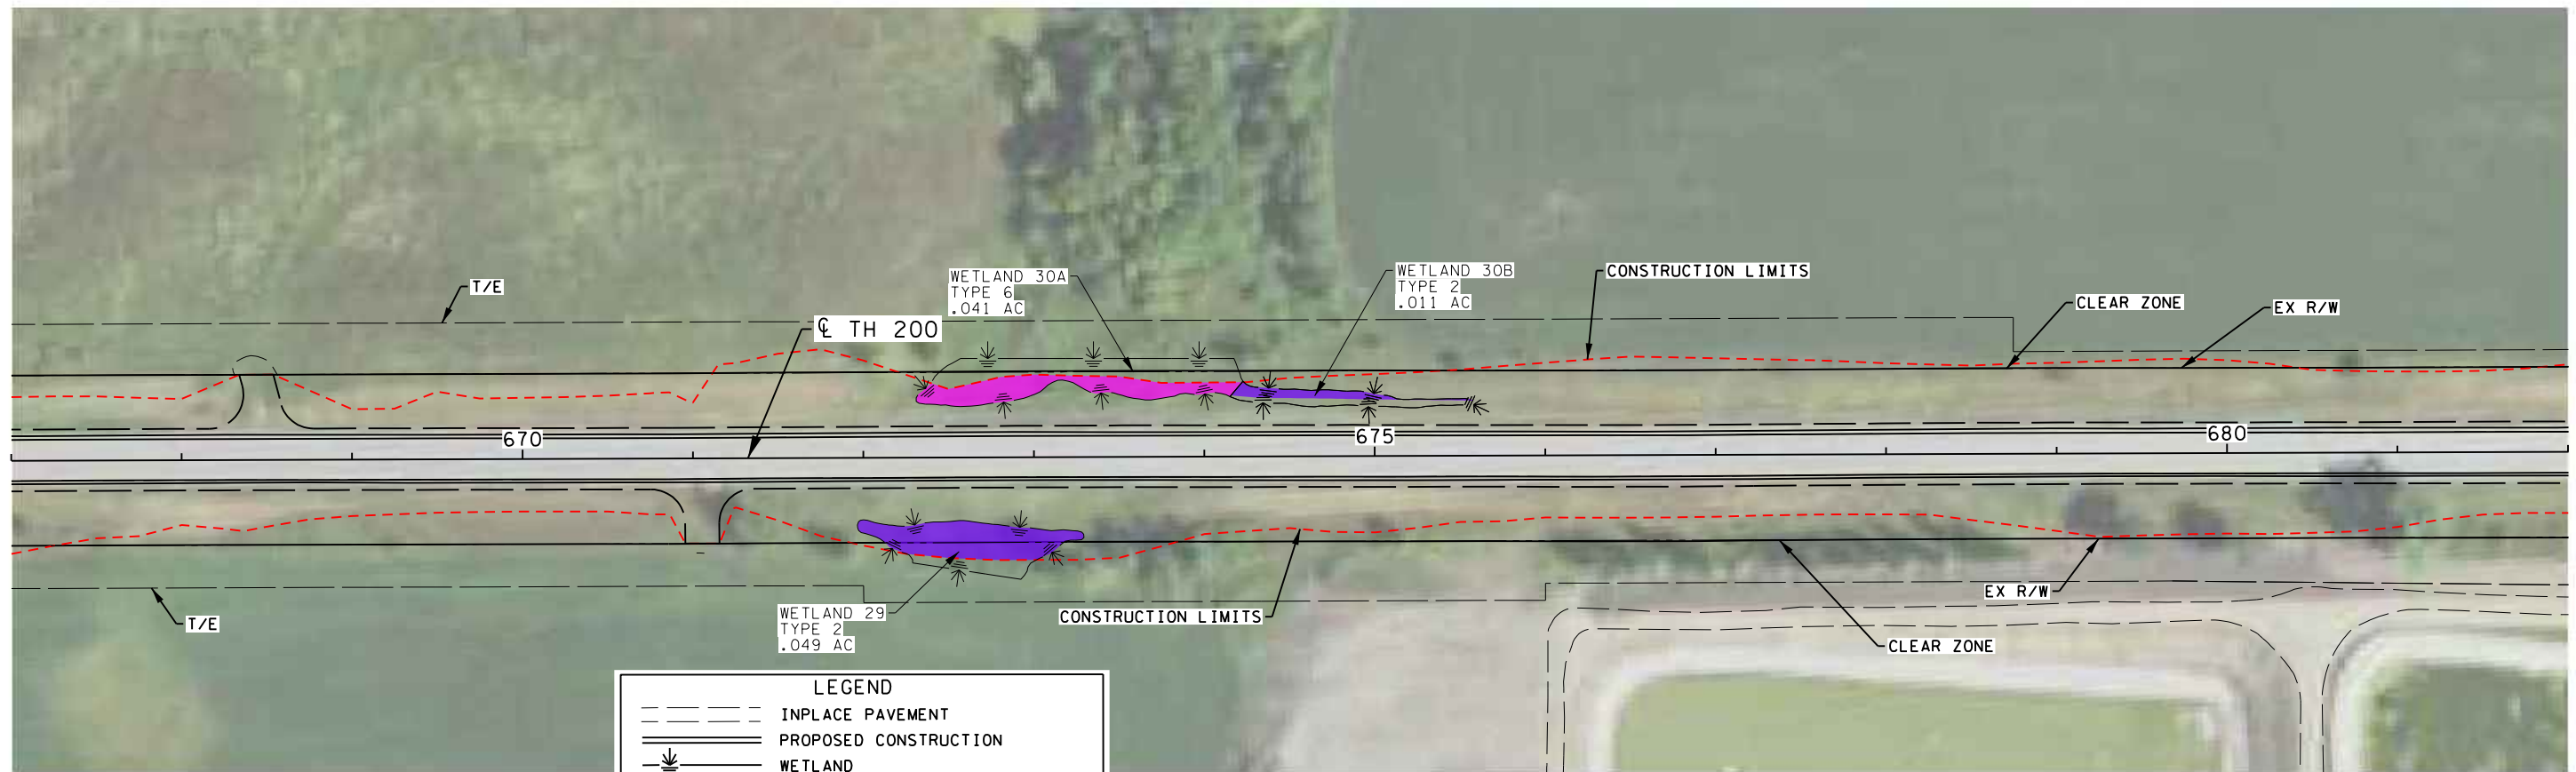 WETLAND 30A
TYPE 6
.041 AC
WETLAND 30B
TYPE 2
.011 AC
CONSTRUCTION LIMITS
T/E
CLEAR ZONE
EX R/W
℄ TH 200
670
675
680
WETLAND 29
TYPE 2
.049 AC
CONSTRUCTION LIMITS
EX R/W
T/E
CLEAR ZONE
LEGEND
INPLACE PAVEMENT
PROPOSED CONSTRUCTION
WETLAND